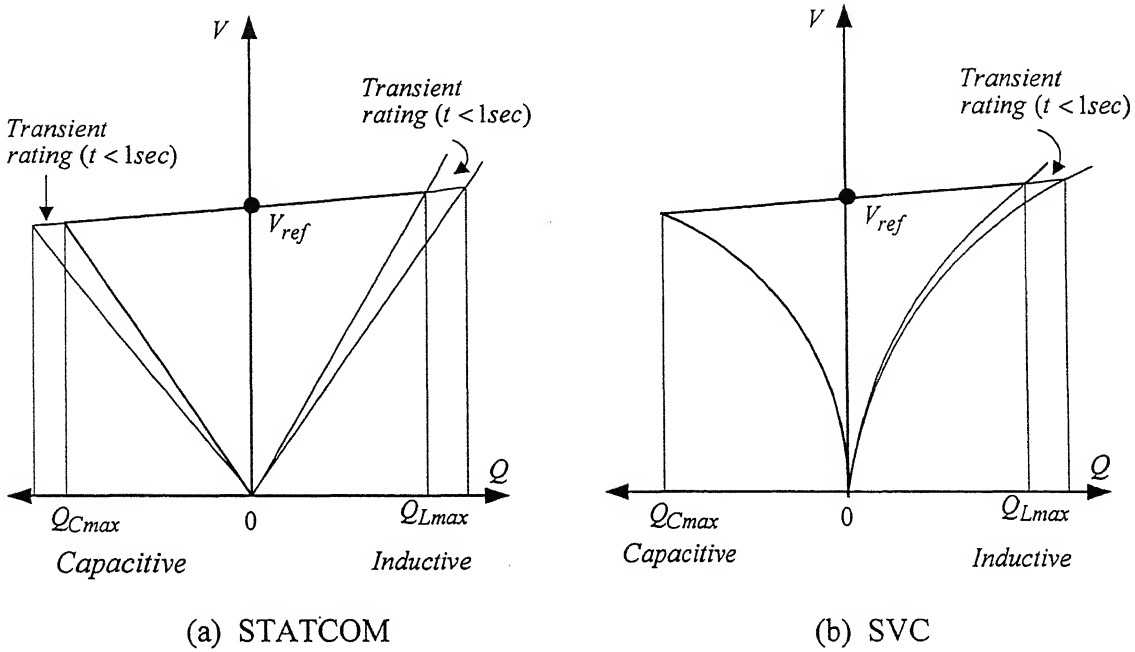 V
Transient
rating (t < 1sec)
Transient
rating (t < 1sec)
V_ref
Q
Q_Cmax
0
Q_Lmax
Capacitive
Inductive
(a) STATCOM
V
Transient
rating (t < 1sec)
V_ref
Q
Q_Cmax
0
Q_Lmax
Capacitive
Inductive
(b) SVC